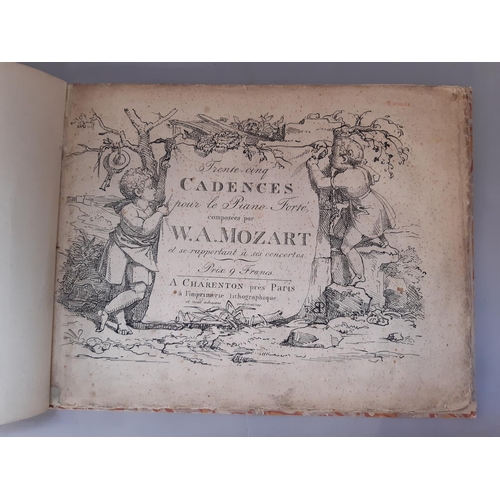 Trente cinq
CADENCES
pour le Piano Forte,
composées par
W. A. MOZART
et se rapportant à ses concertos.
Prix 9 Francs
A CHARENTON près PARIS
à l'imprimerie lithographique